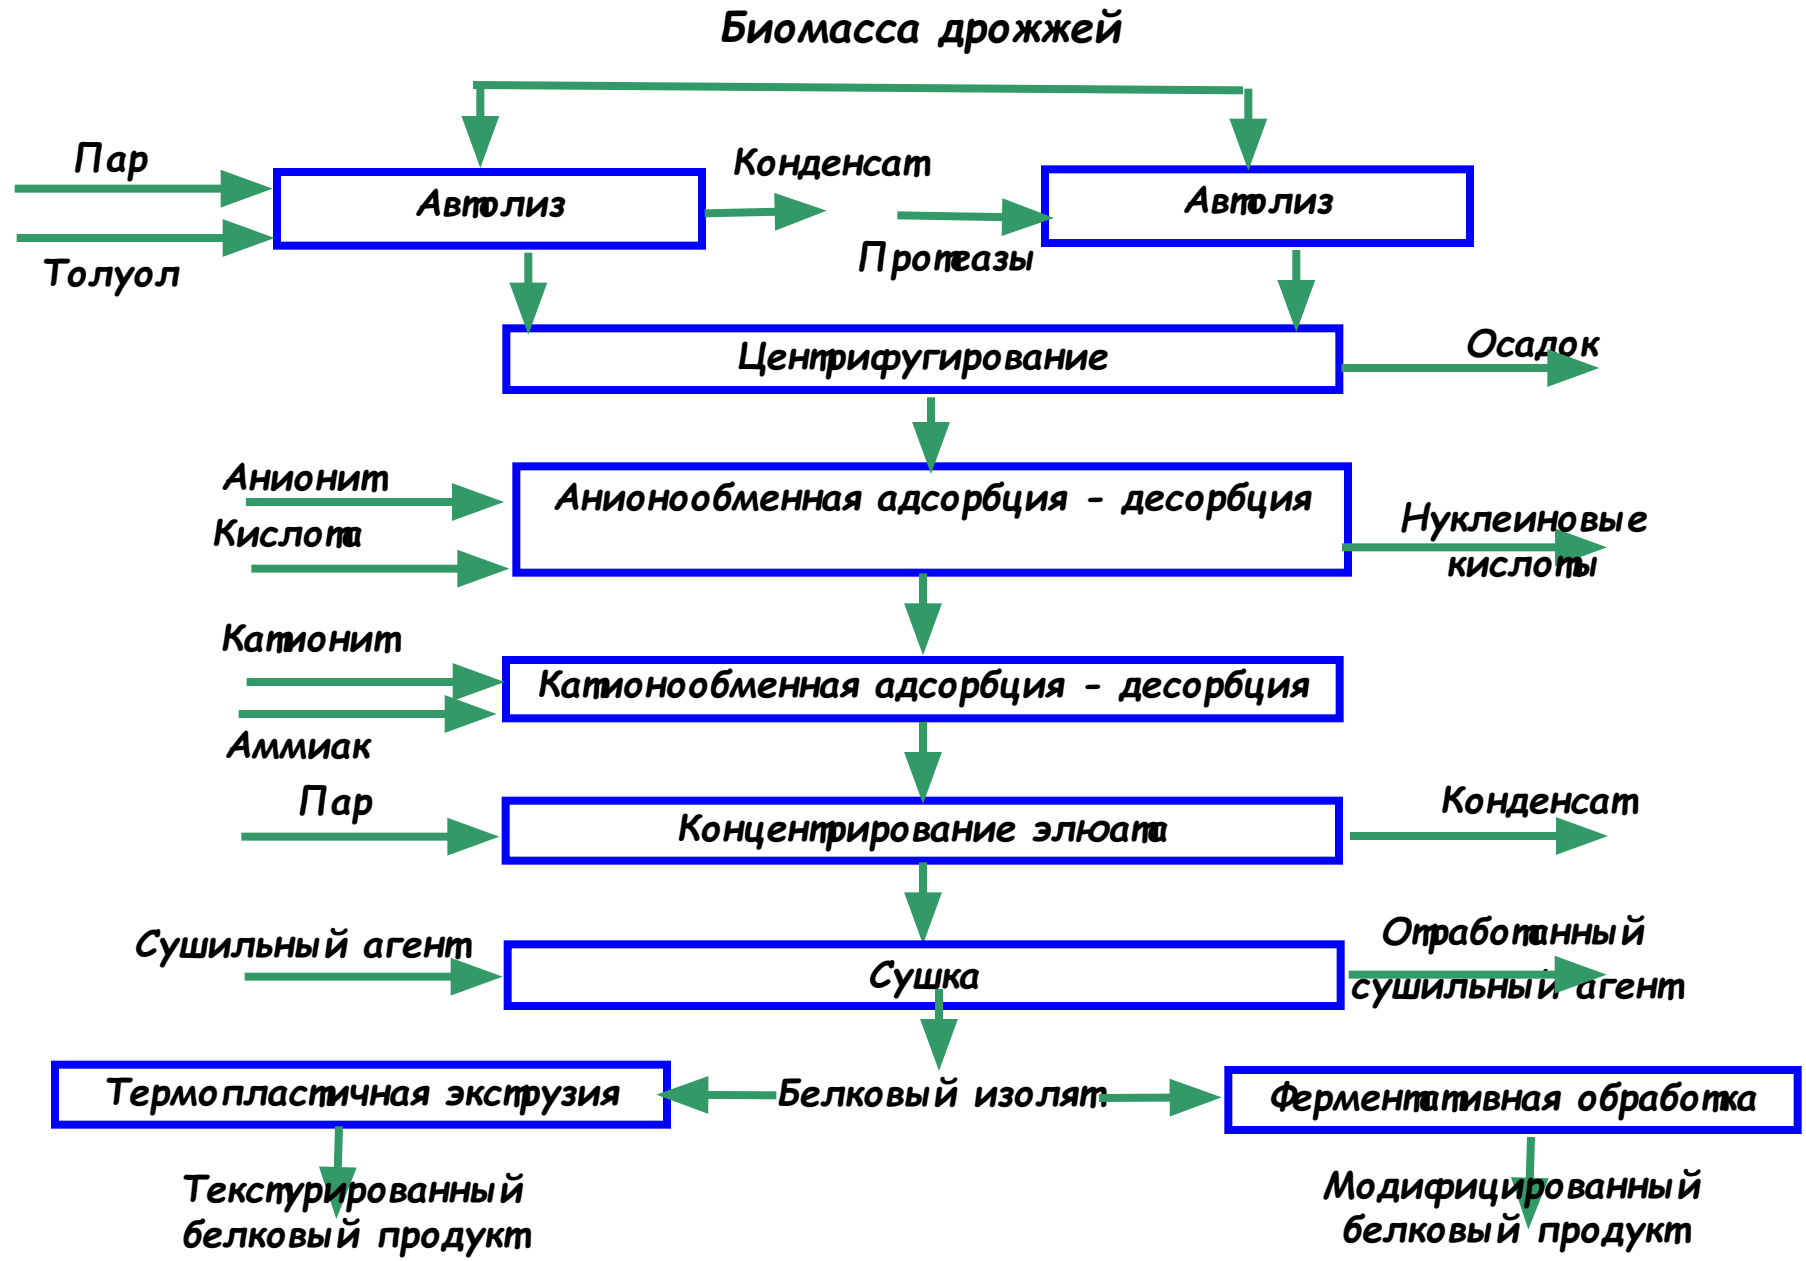 Биомасса дрожжей
Пар
Автолиз
Конденсат
Автолиз
Толуол
Протеазы
Центрифугирование
Осадок
Анионит
Анионообменная адсорбция - десорбция
Кислота
Нуклеиновые
кислоты
Катионит
Катионообменная адсорбция - десорбция
Аммиак
Пар
Концентрирование элюата
Конденсат
Сушильный агент
Сушка
Отработанный
сушильный агент
Термопластичная экструзия
Белковый изолят
Ферментативная обработка
Текстурированный
белковый продукт
Модифицированный
белковый продукт